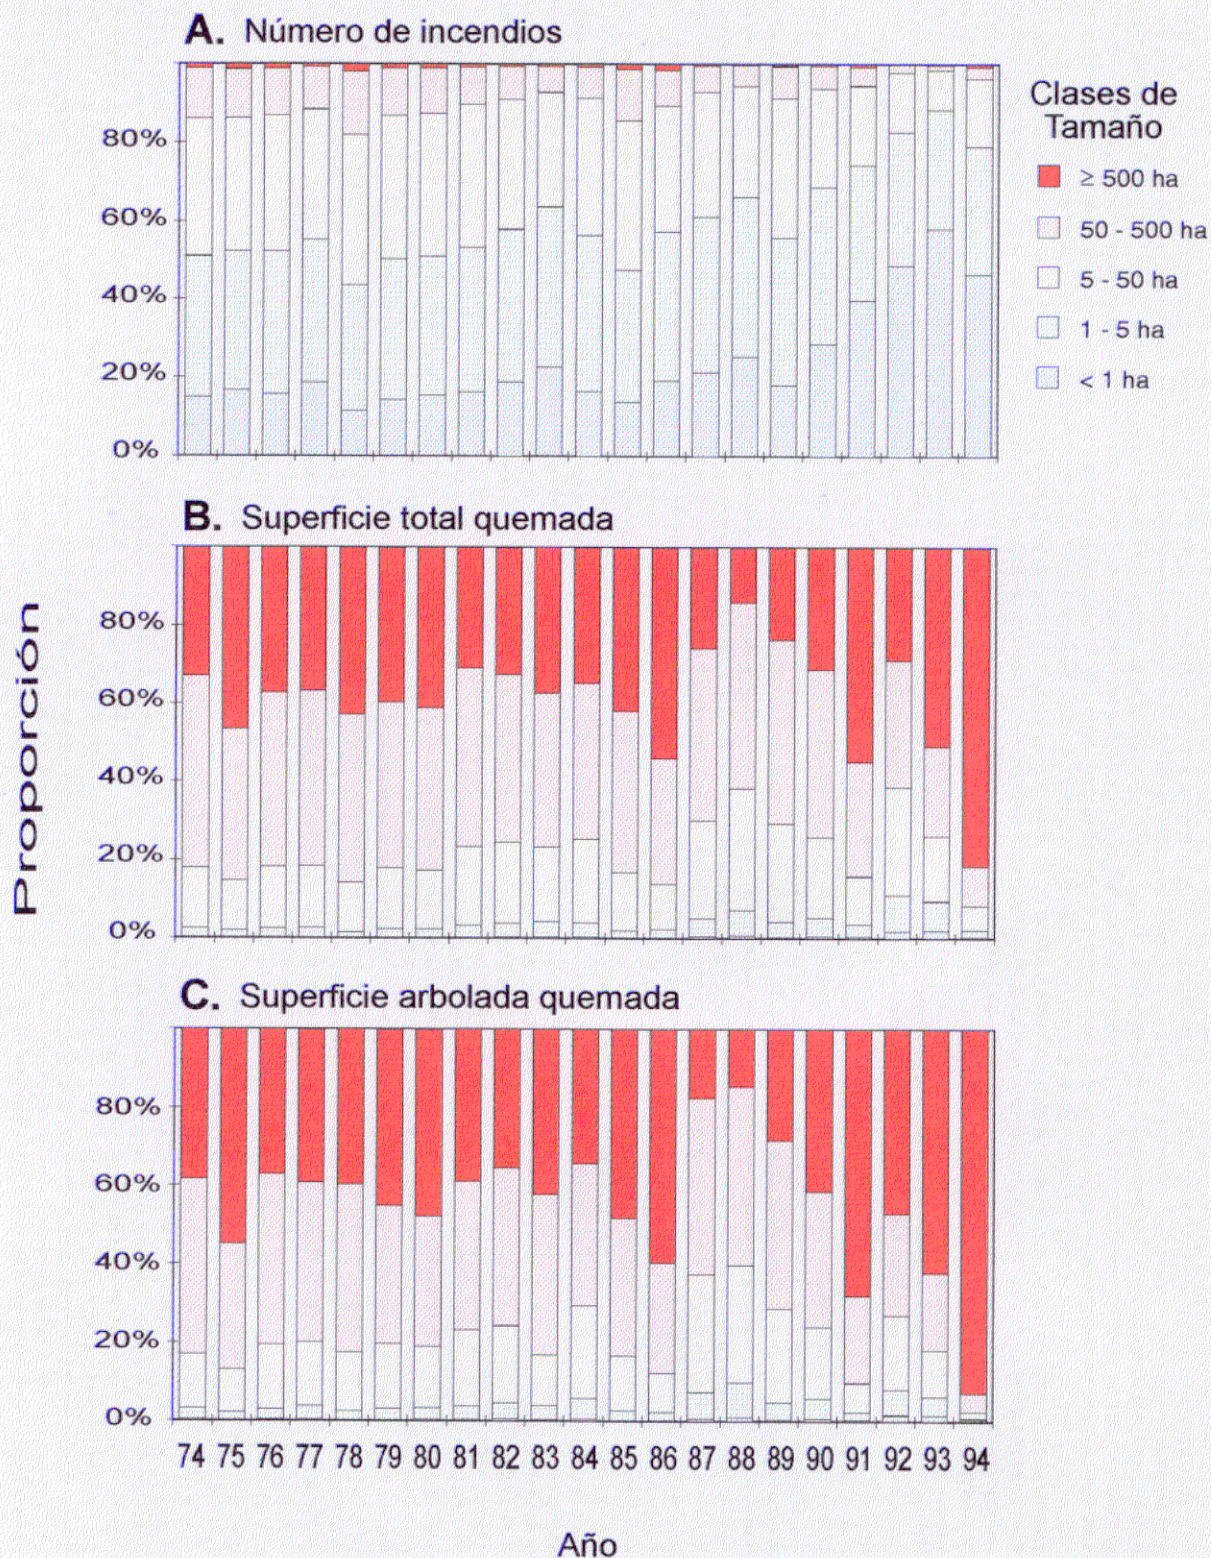 A. Número de incendios
Clases de
Tamaño
≥ 500 ha
50 - 500 ha
5 - 50 ha
1 - 5 ha
< 1 ha
80%
60%
40%
20%
0%
B. Superficie total quemada
80%
60%
40%
20%
0%
Proporción
C. Superficie arbolada quemada
80%
60%
40%
20%
0%
74 75 76 77 78 79 80 81 82 83 84 85 86 87 88 89 90 91 92 93 94
Año